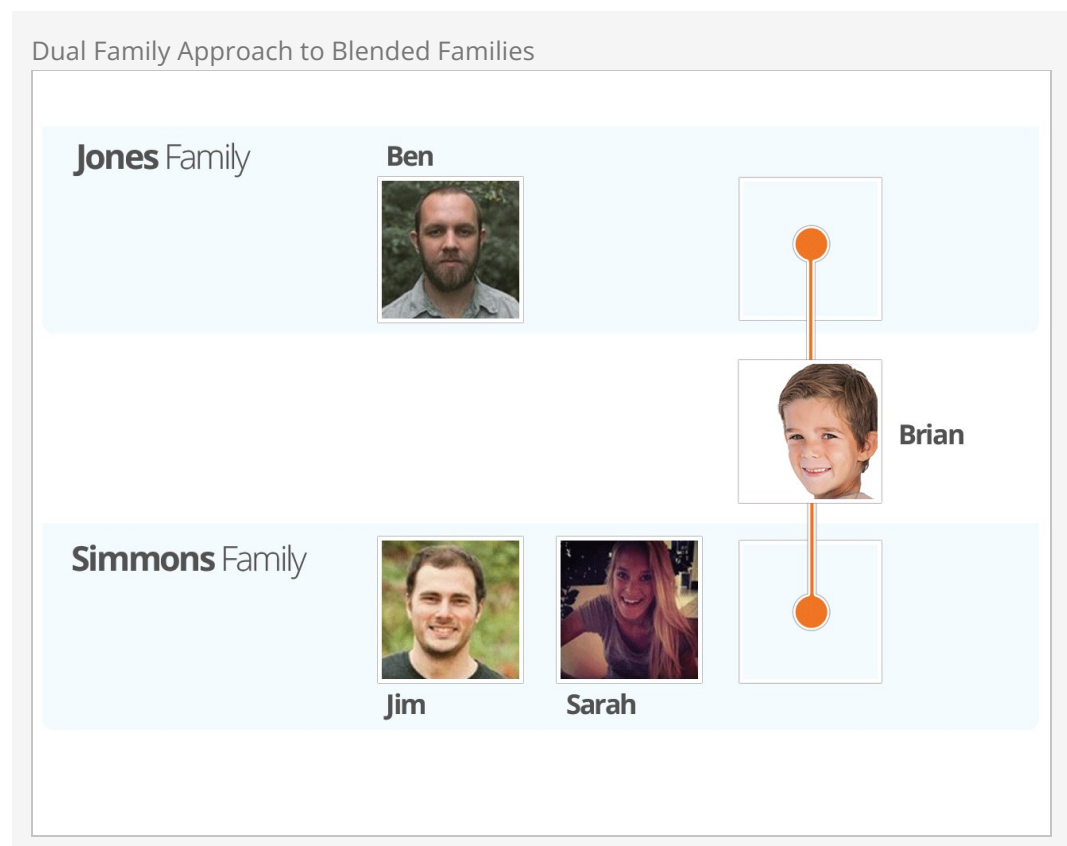 Dual Family Approach to Blended Families
Jones Family
Ben
Brian
Simmons Family
Jim
Sarah